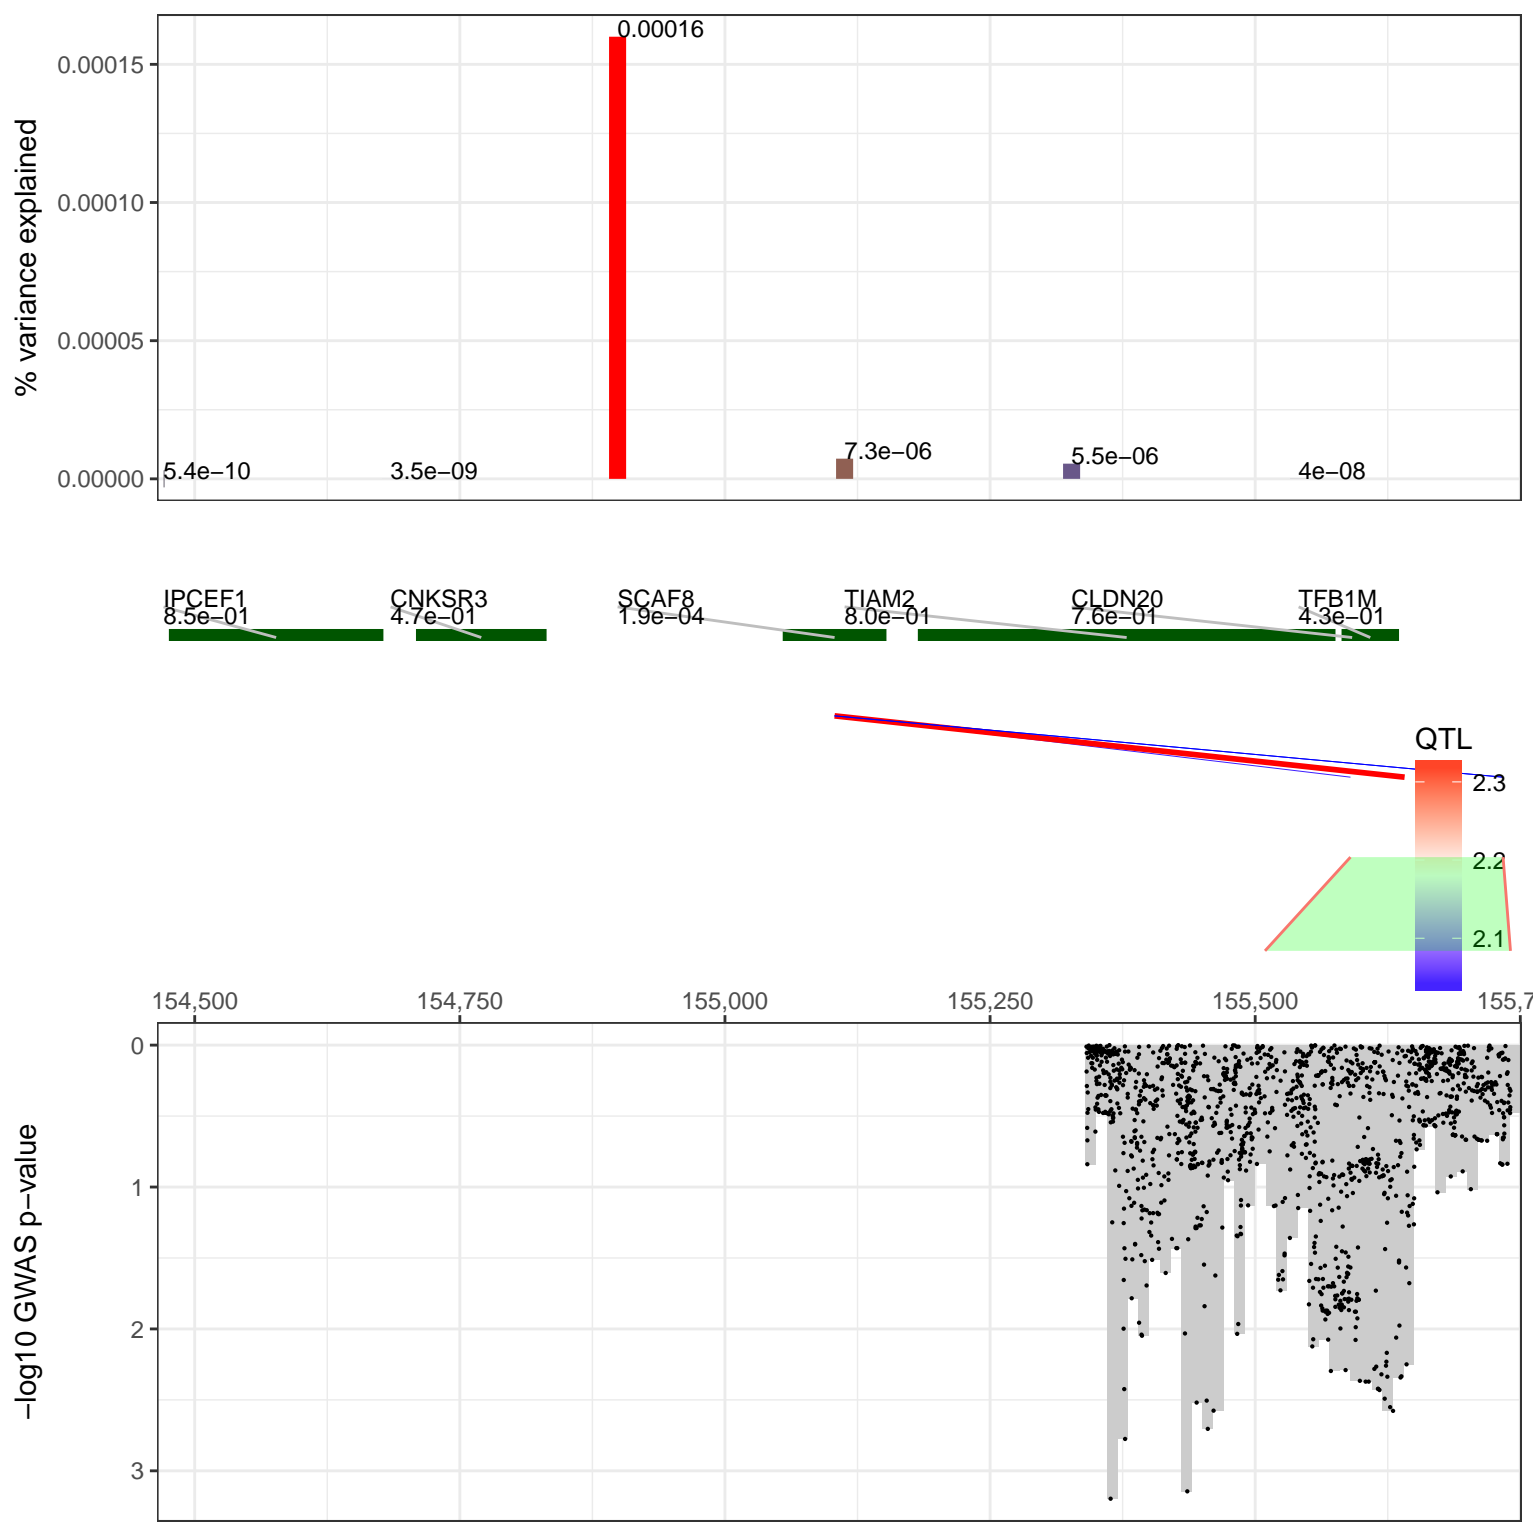 % variance explained
0.00015
0.00010
0.00005
0.00000
0.00016
5.4e−10
3.5e−09
7.3e−06
5.5e−06
4e−08
IPCEF1
8.5e−01
CNKSR3
4.7e−01
SCAF8
1.9e−04
TIAM2
8.0e−01
CLDN20
7.6e−01
TFB1M
4.3e−01
QTL
2.3
2.2
2.1
154,500
154,750
155,000
155,250
155,500
155,7
−log10 GWAS p−value
0
1
2
3